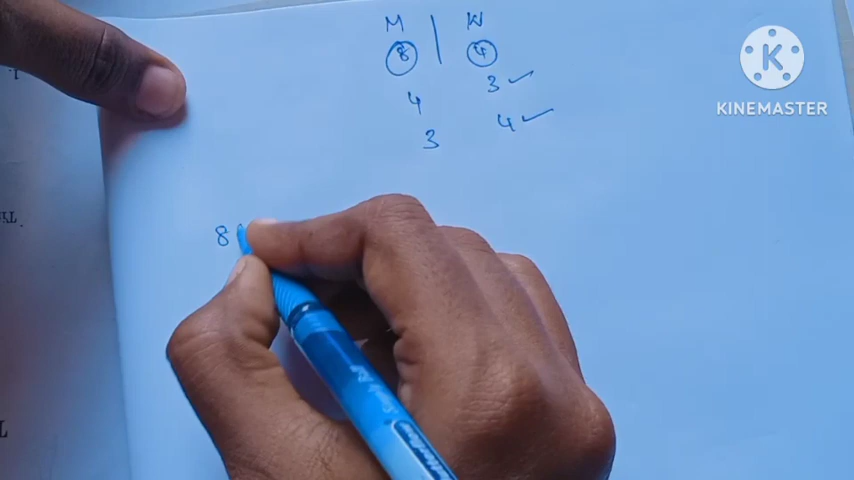 M | W
8 4
3 ✓
4
4 ✓
3
8
K
KINEMASTER